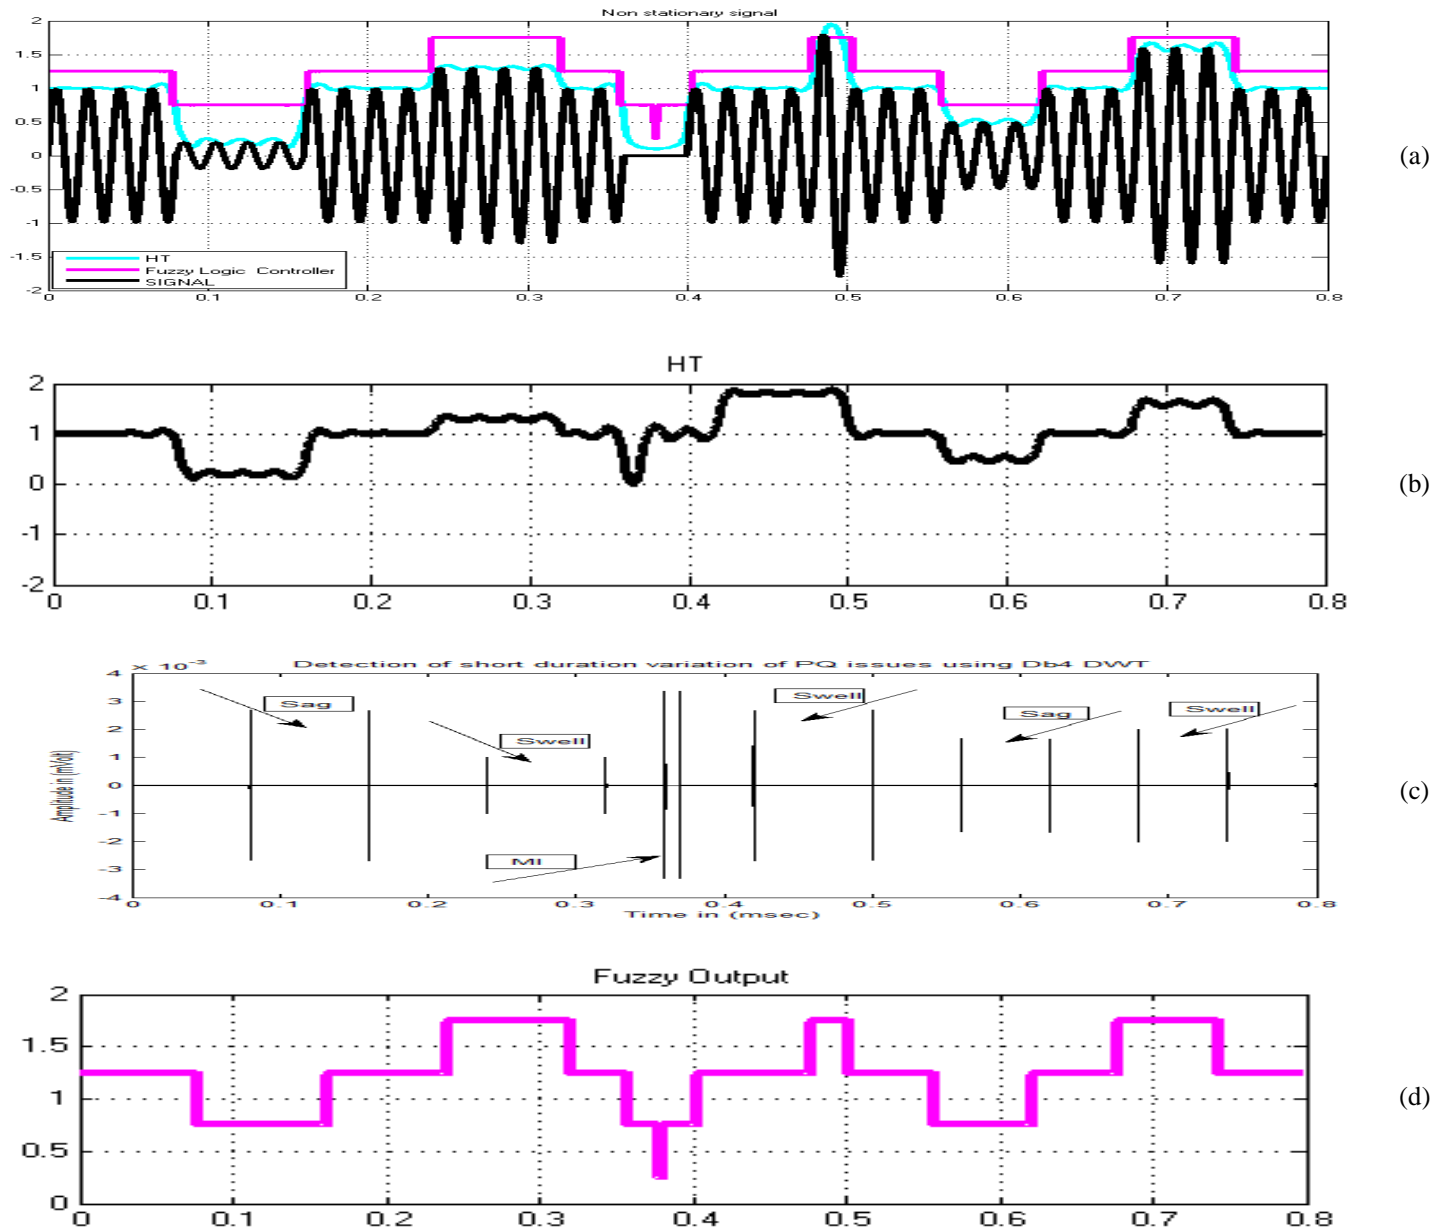 Non stationary signal
2
1.5
1
0.5
0
-0.5
-1
-1.5
-2
HT
Fuzzy Logic Controller
SIGNAL
0 0.1 0.2 0.3 0.4 0.5 0.6 0.7 0.8
(a)
HT
2
1
0
-1
-2
0 0.1 0.2 0.3 0.4 0.5 0.6 0.7 0.8
(b)
× 10⁻³ Detection of short duration variation of PQ issues using Db4 DWT
4
3
2
1
0
-1
-2
-3
-4
Amplitude in (mVolt)
Sag
Swell
MI
Swell
Sag
Swell
0 0.1 0.2 0.3 0.4 0.5 0.6 0.7 0.8
Time in (msec)
(c)
Fuzzy Output
2
1.5
1
0.5
0
0 0.1 0.2 0.3 0.4 0.5 0.6 0.7 0.8
(d)